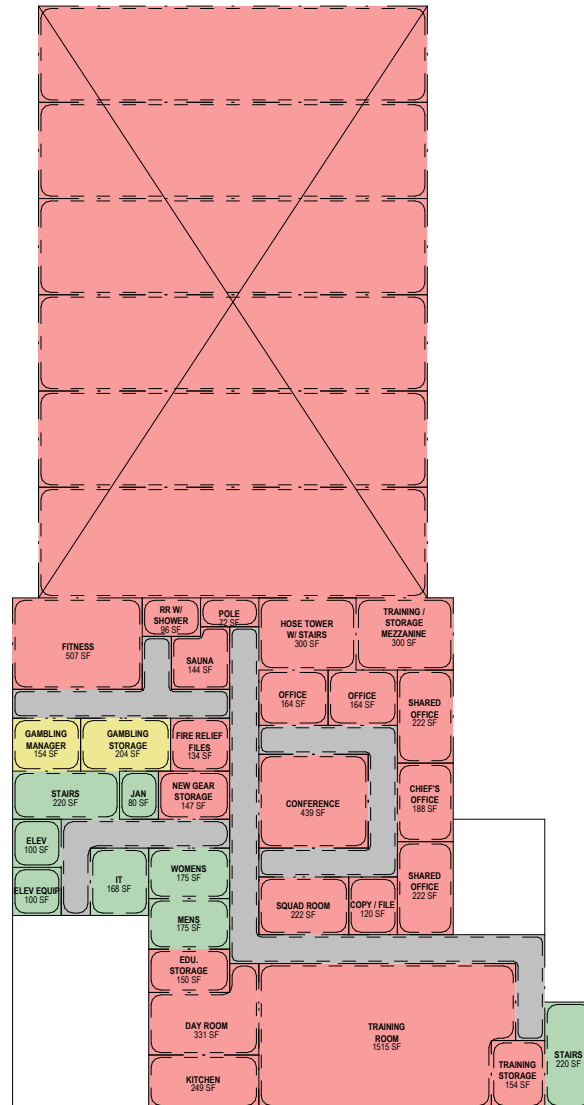 RR W/
SHOWER
96 SF
POLE
72 SF
HOSE TOWER
W/ STAIRS
300 SF
TRAINING /
STORAGE
MEZZANINE
300 SF
FITNESS
507 SF
SAUNA
144 SF
OFFICE
164 SF
OFFICE
164 SF
SHARED
OFFICE
222 SF
GAMBLING
MANAGER
154 SF
GAMBLING
STORAGE
204 SF
FIRE RELIEF
FILES
134 SF
STAIRS
220 SF
JAN
80 SF
NEW GEAR
STORAGE
147 SF
CONFERENCE
439 SF
CHIEF'S
OFFICE
188 SF
ELEV
100 SF
ELEV EQUIP
100 SF
IT
168 SF
WOMENS
175 SF
MENS
175 SF
SQUAD ROOM
222 SF
COPY / FILE
120 SF
SHARED
OFFICE
222 SF
EDU.
STORAGE
150 SF
DAY ROOM
331 SF
TRAINING
ROOM
1515 SF
KITCHEN
249 SF
TRAINING
STORAGE
154 SF
STAIRS
220 SF